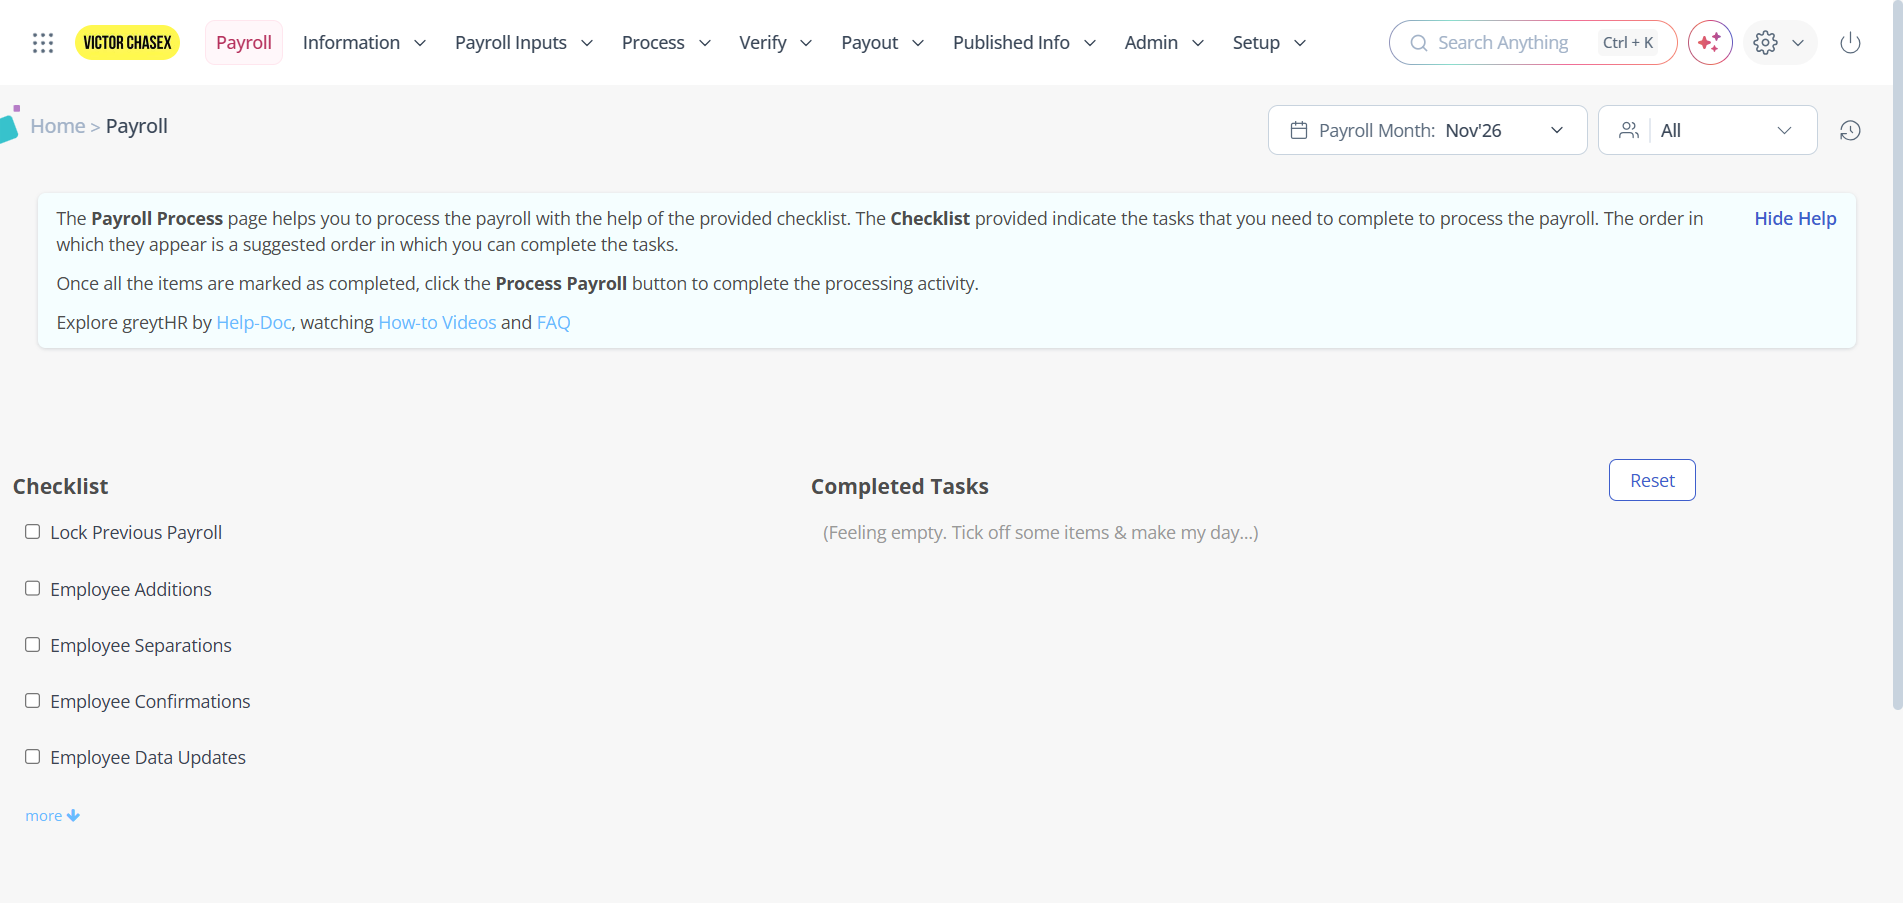 VICTOR CHASEX
Payroll
Information
Payroll Inputs
Process
Verify
Payout
Published Info
Admin
Setup
Search Anything
Ctrl + K
Home > Payroll
Payroll Month: Nov'26
All
The Payroll Process page helps you to process the payroll with the help of the provided checklist. The Checklist provided indicate the tasks that you need to complete to process the payroll. The order in
which they appear is a suggested order in which you can complete the tasks.
Hide Help
Once all the items are marked as completed, click the Process Payroll button to complete the processing activity.
Explore greytHR by Help-Doc, watching How-to Videos and FAQ
Checklist
Lock Previous Payroll
Employee Additions
Employee Separations
Employee Confirmations
Employee Data Updates
more
Completed Tasks
(Feeling empty. Tick off some items & make my day...)
Reset